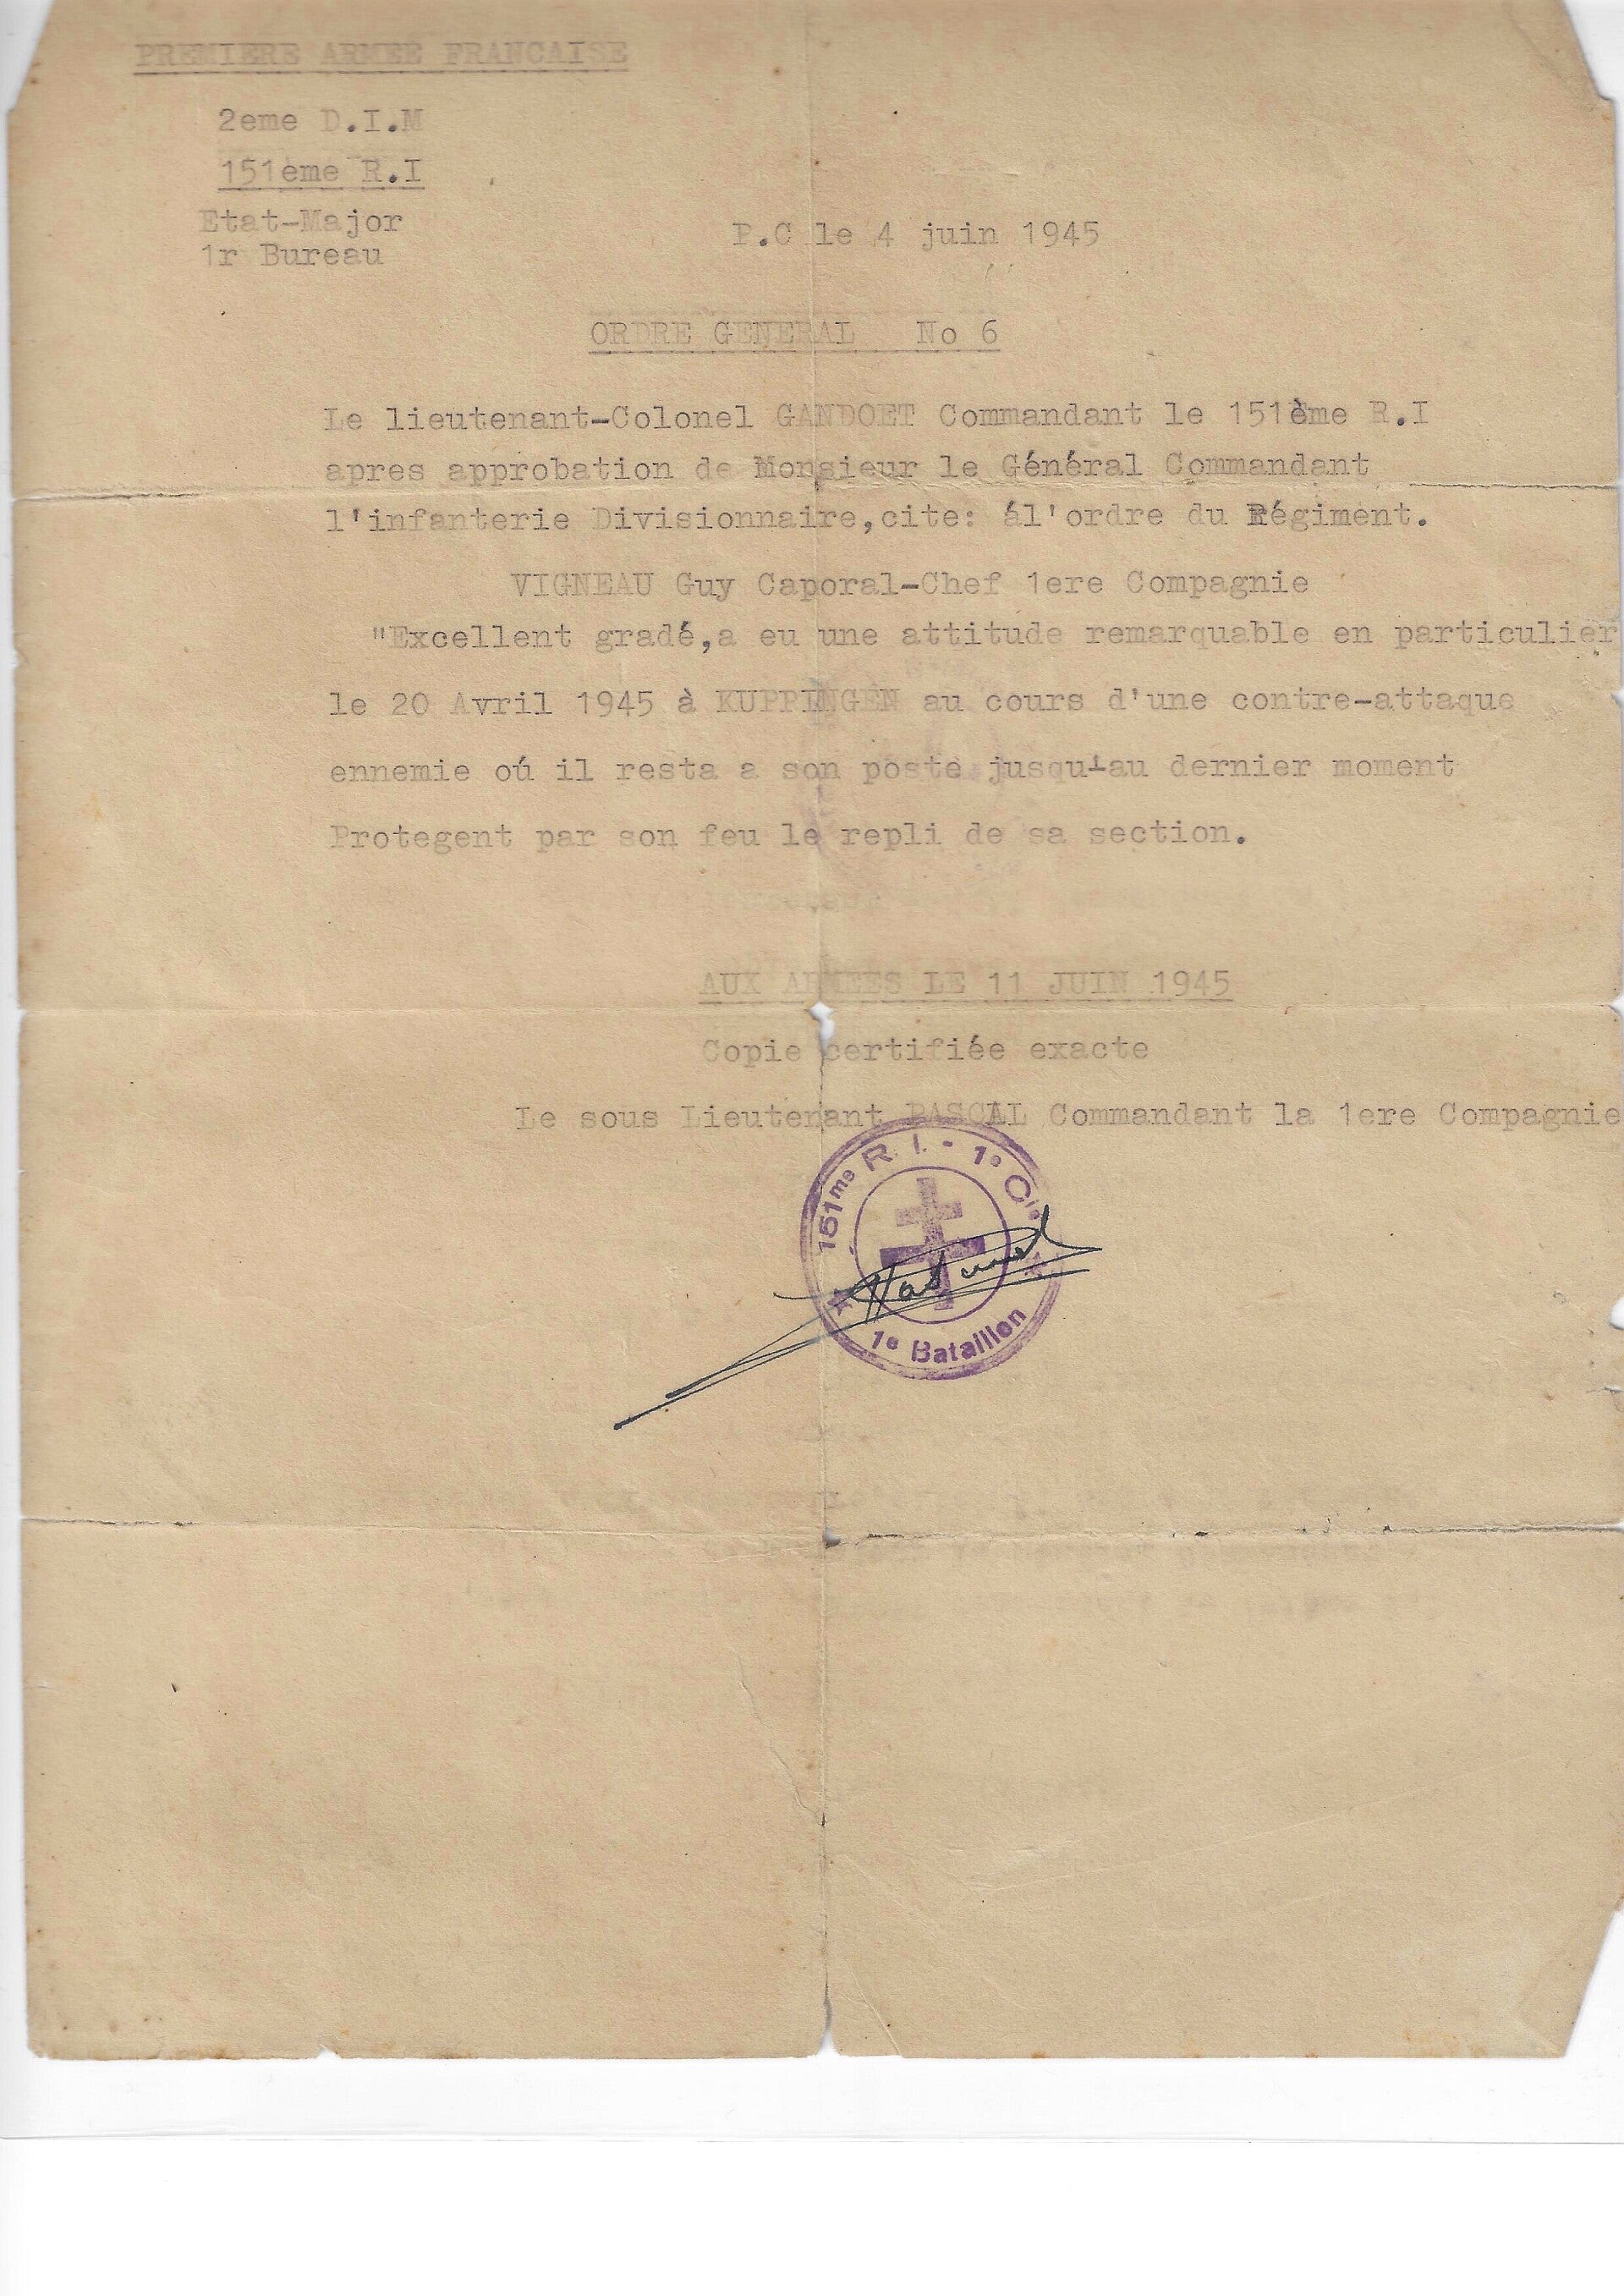 PREMIERE ARMEE FRANCAISE
2eme D.I.M
151ème R.I
Etat-Major
1r Bureau
P.C le 4 juin 1945
ORDRE GENERAL No 6
Le lieutenant-Colonel GANDOET Commandant le 151ème R.I
apres approbation de Monsieur le Général Commandant
l'infanterie Divisionnaire,cite: ál'ordre du Régiment.
VIGNEAU Guy Caporal-Chef 1ere Compagnie
"Excellent gradé,a eu une attitude remarquable en particulier
le 20 Avril 1945 à KUPPINGEN au cours d'une contre-attaque
ennemie oú il resta a son poste jusqu'au dernier moment
Protegent par son feu le repli de sa section.
AUX ARMEES LE 11 JUIN 1945
Copie certifiée exacte
Le sous Lieutenant PASCAL Commandant la 1ere Compagnie
151me R.I. - 1e Cie
1e Bataillon